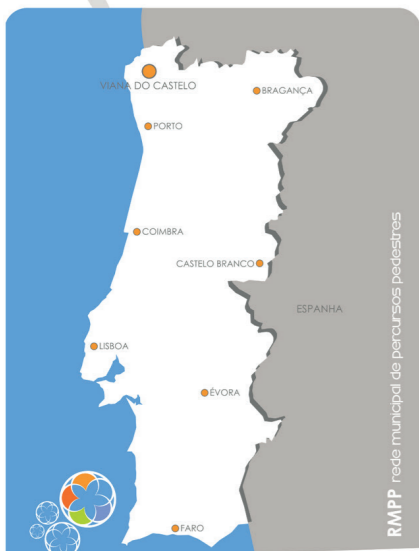 VIANA DO CASTELO
BRAGANÇA
PORTO
COIMBRA
CASTELO BRANCO
ESPANHA
LISBOA
ÉVORA
FARO
RMPP rede municipal de percursos pedestres